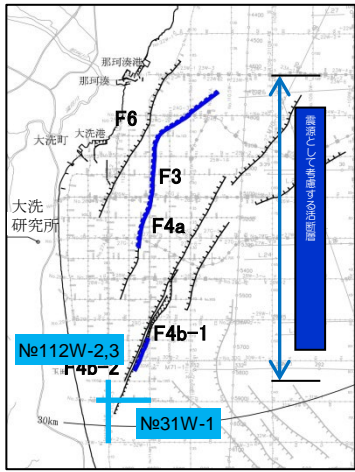 那珂湊港
那珂湊
F6
大洗港
大洗町
F3
大洗
研究所
F4a
震源として考慮する活断層
F4b-1
№112W-2,3
F4b-2
№31W-1
30km